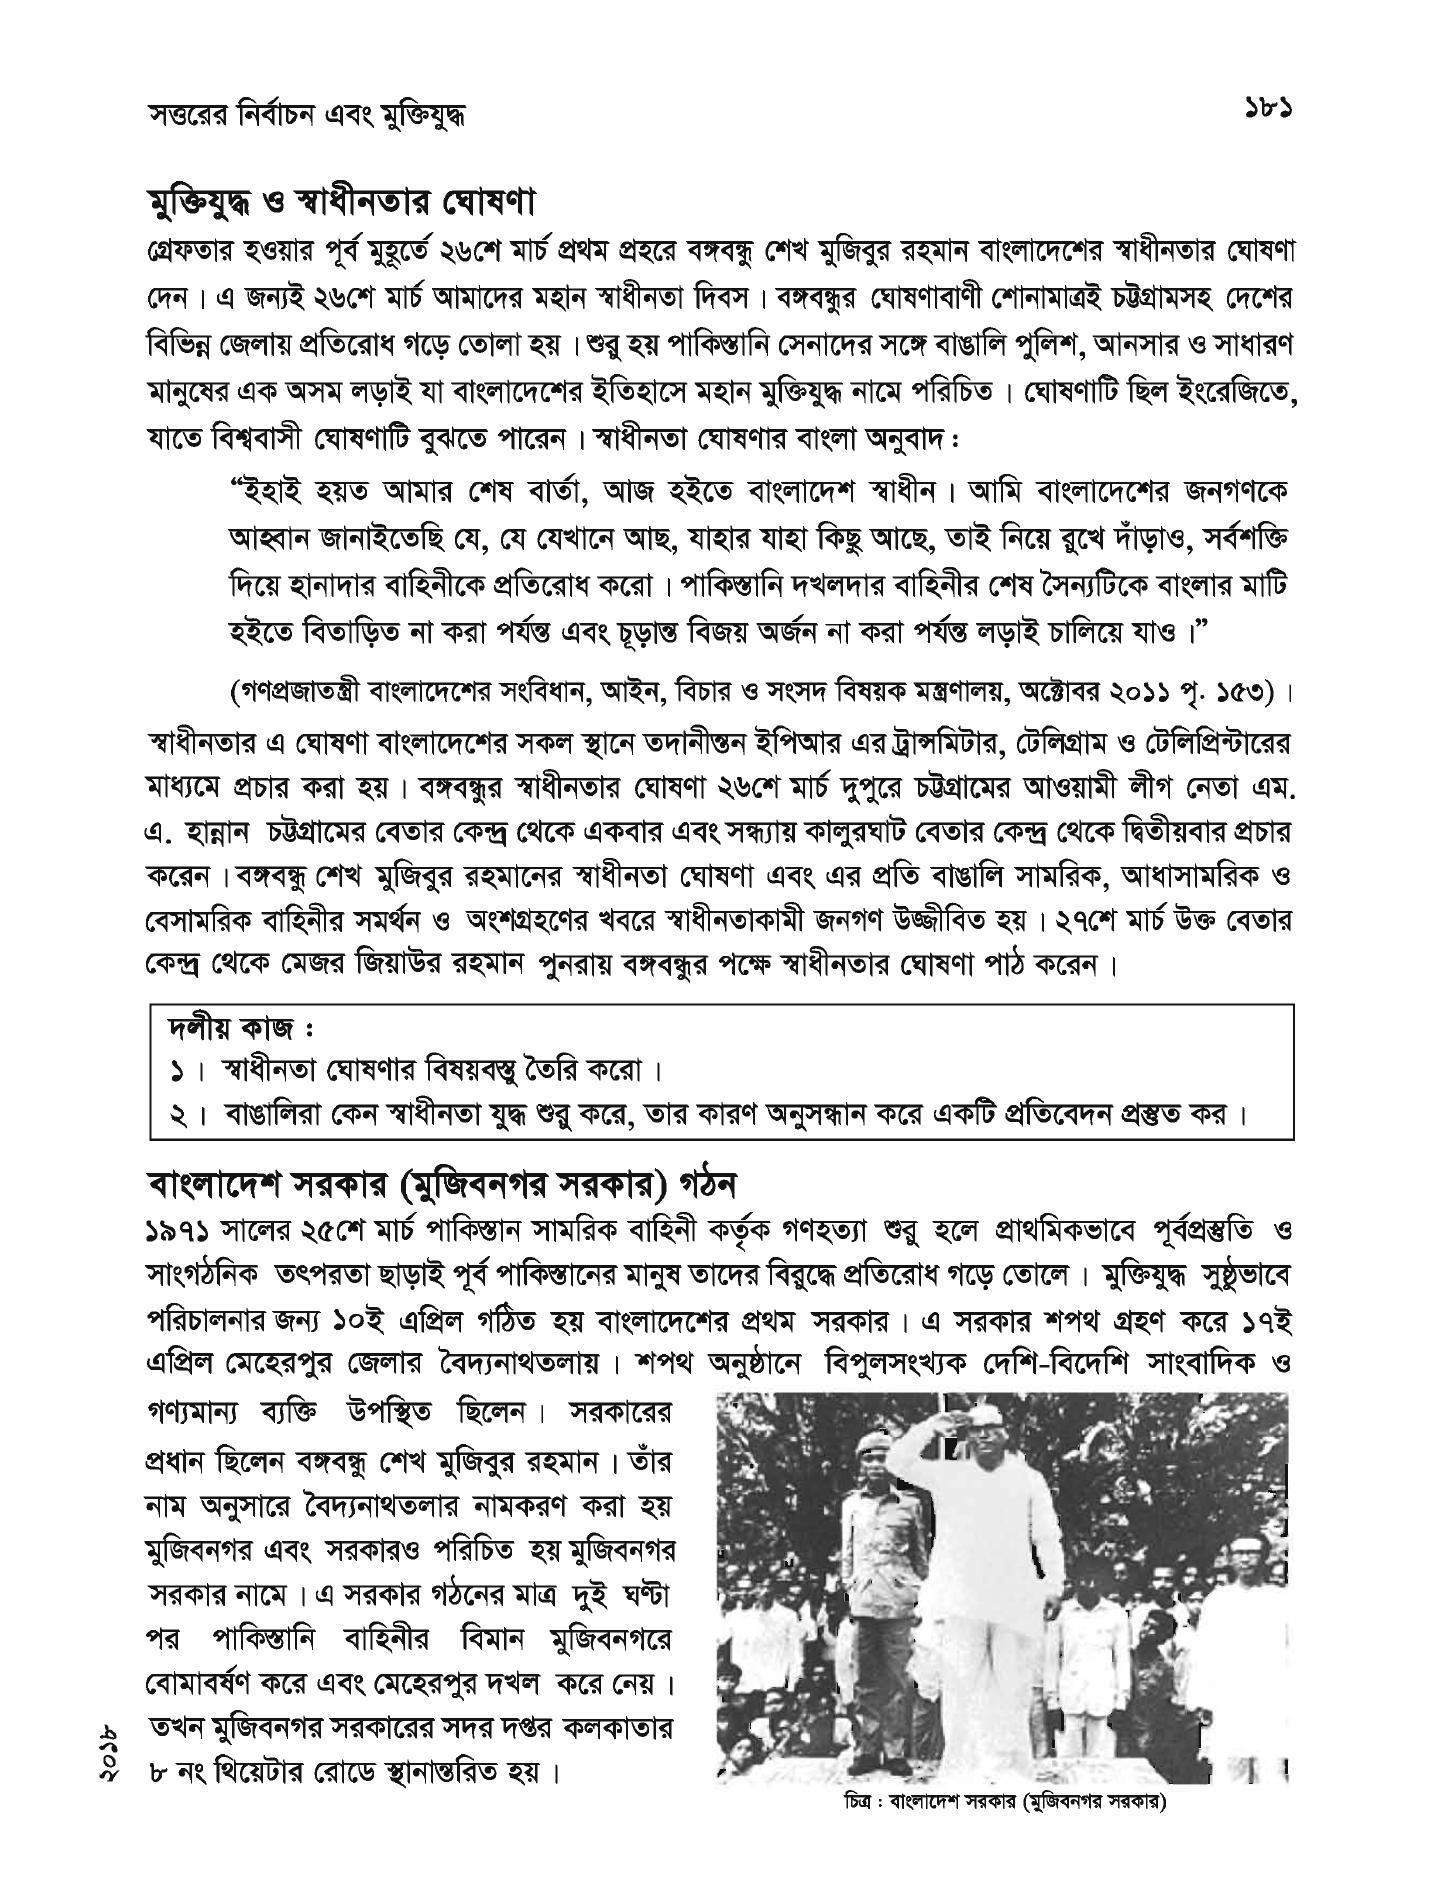 সত্তরের নির্বাচন এবং মুক্তিযুদ্ধ
১৮১
মুক্তিযুদ্ধ ও স্বাধীনতার ঘোষণা
গ্রেফতার হওয়ার পূর্ব মুহূর্তে ২৬শে মার্চ প্রথম প্রহরে বঙ্গবন্ধু শেখ মুজিবুর রহমান বাংলাদেশের স্বাধীনতার ঘোষণা
দেন। এ জন্যই ২৬শে মার্চ আমাদের মহান স্বাধীনতা দিবস। বঙ্গবন্ধুর ঘোষণাবাণী শোনামাত্রই চট্টগ্রামসহ দেশের
বিভিন্ন জেলায় প্রতিরোধ গড়ে তোলা হয়। শুরু হয় পাকিস্তানি সেনাদের সঙ্গে বাঙালি পুলিশ, আনসার ও সাধারণ
মানুষের এক অসম লড়াই যা বাংলাদেশের ইতিহাসে মহান মুক্তিযুদ্ধ নামে পরিচিত। ঘোষণাটি ছিল ইংরেজিতে,
যাতে বিশ্ববাসী ঘোষণাটি বুঝতে পারেন। স্বাধীনতা ঘোষণার বাংলা অনুবাদ :
“ইহাই হয়ত আমার শেষ বার্তা, আজ হইতে বাংলাদেশ স্বাধীন। আমি বাংলাদেশের জনগণকে
আহ্বান জানাইতেছি যে, যে যেখানে আছ, যাহার যাহা কিছু আছে, তাই নিয়ে রুখে দাঁড়াও, সর্বশক্তি
দিয়ে হানাদার বাহিনীকে প্রতিরোধ করো। পাকিস্তানি দখলদার বাহিনীর শেষ সৈন্যটিকে বাংলার মাটি
হইতে বিতাড়িত না করা পর্যন্ত এবং চূড়ান্ত বিজয় অর্জন না করা পর্যন্ত লড়াই চালিয়ে যাও।”
(গণপ্রজাতন্ত্রী বাংলাদেশের সংবিধান, আইন, বিচার ও সংসদ বিষয়ক মন্ত্রণালয়, অক্টোবর ২০১১ পৃ. ১৫৩)।
স্বাধীনতার এ ঘোষণা বাংলাদেশের সকল স্থানে তদানীন্তন ইপিআর এর ট্রান্সমিটার, টেলিগ্রাম ও টেলিপ্রিন্টারের
মাধ্যমে প্রচার করা হয়। বঙ্গবন্ধুর স্বাধীনতার ঘোষণা ২৬শে মার্চ দুপুরে চট্টগ্রামের আওয়ামী লীগ নেতা এম.
এ. হান্নান চট্টগ্রামের বেতার কেন্দ্র থেকে একবার এবং সন্ধ্যায় কালুরঘাট বেতার কেন্দ্র থেকে দ্বিতীয়বার প্রচার
করেন। বঙ্গবন্ধু শেখ মুজিবুর রহমানের স্বাধীনতা ঘোষণা এবং এর প্রতি বাঙালি সামরিক, আধাসামরিক ও
বেসামরিক বাহিনীর সমর্থন ও অংশগ্রহণের খবরে স্বাধীনতাকামী জনগণ উজ্জীবিত হয়। ২৭শে মার্চ উক্ত বেতার
কেন্দ্র থেকে মেজর জিয়াউর রহমান পুনরায় বঙ্গবন্ধুর পক্ষে স্বাধীনতার ঘোষণা পাঠ করেন।
দলীয় কাজ :
১। স্বাধীনতা ঘোষণার বিষয়বস্তু তৈরি করো।
২। বাঙালিরা কেন স্বাধীনতা যুদ্ধ শুরু করে, তার কারণ অনুসন্ধান করে একটি প্রতিবেদন প্রস্তুত কর।
বাংলাদেশ সরকার (মুজিবনগর সরকার) গঠন
১৯৭১ সালের ২৫শে মার্চ পাকিস্তান সামরিক বাহিনী কর্তৃক গণহত্যা শুরু হলে প্রাথমিকভাবে পূর্বপ্রস্তুতি ও
সাংগঠনিক তৎপরতা ছাড়াই পূর্ব পাকিস্তানের মানুষ তাদের বিরুদ্ধে প্রতিরোধ গড়ে তোলে। মুক্তিযুদ্ধ সুষ্ঠুভাবে
পরিচালনার জন্য ১০ই এপ্রিল গঠিত হয় বাংলাদেশের প্রথম সরকার। এ সরকার শপথ গ্রহণ করে ১৭ই
এপ্রিল মেহেরপুর জেলার বৈদ্যনাথতলায়। শপথ অনুষ্ঠানে বিপুলসংখ্যক দেশি-বিদেশি সাংবাদিক ও
গণ্যমান্য ব্যক্তি উপস্থিত ছিলেন। সরকারের
প্রধান ছিলেন বঙ্গবন্ধু শেখ মুজিবুর রহমান। তাঁর
নাম অনুসারে বৈদ্যনাথতলার নামকরণ করা হয়
মুজিবনগর এবং সরকারও পরিচিত হয় মুজিবনগর
সরকার নামে। এ সরকার গঠনের মাত্র দুই ঘণ্টা
পর পাকিস্তানি বাহিনীর বিমান মুজিবনগরে
বোমাবর্ষণ করে এবং মেহেরপুর দখল করে নেয়।
তখন মুজিবনগর সরকারের সদর দপ্তর কলকাতার
৮ নং থিয়েটার রোডে স্থানান্তরিত হয়।
চিত্র : বাংলাদেশ সরকার (মুজিবনগর সরকার)
২০১৮